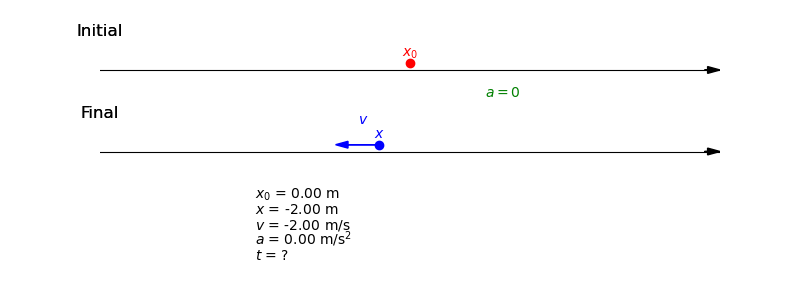 Initial
x₀
a = 0
Final
v
x
x₀ = 0.00 m
x = -2.00 m
v = -2.00 m/s
a = 0.00 m/s²
t = ?